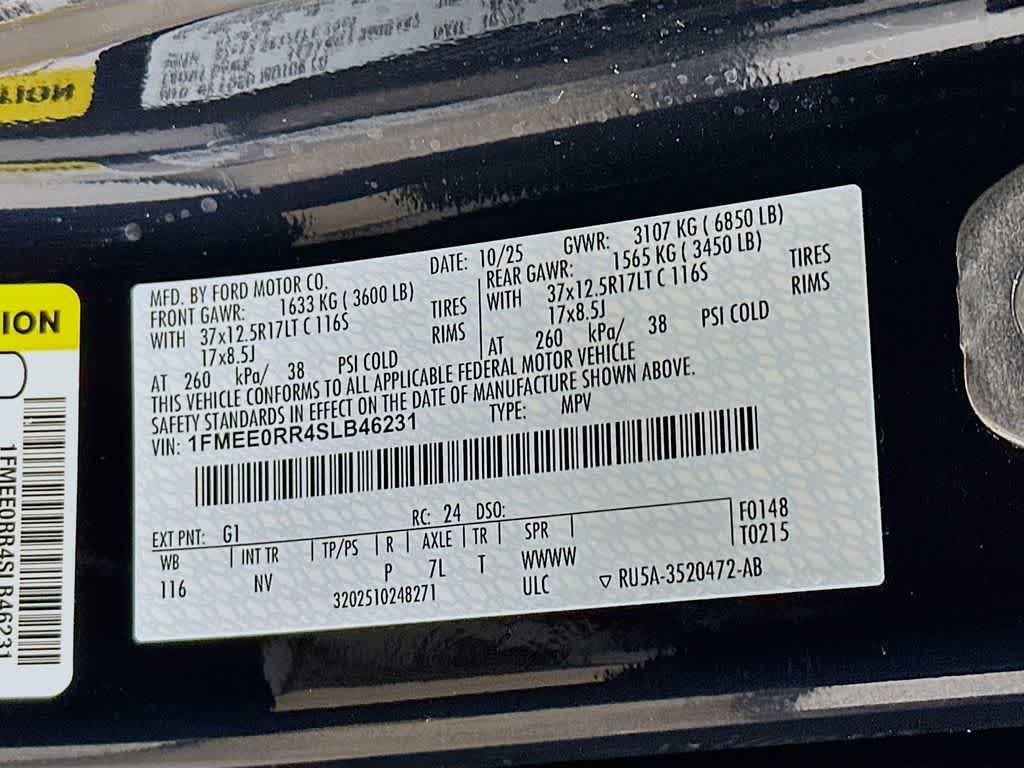 MFD. BY FORD MOTOR CO.
DATE: 10/25 GVWR: 3107 KG ( 6850 LB)
FRONT GAWR: 1633 KG ( 3600 LB)
WITH 37x12.5R17LT C 116S TIRES
17x8.5J RIMS
AT 260 kPa/ 38 PSI COLD
REAR GAWR: 1565 KG ( 3450 LB)
WITH 37x12.5R17LT C 116S TIRES
17x8.5J RIMS
AT 260 kPa/ 38 PSI COLD
THIS VEHICLE CONFORMS TO ALL APPLICABLE FEDERAL MOTOR VEHICLE
SAFETY STANDARDS IN EFFECT ON THE DATE OF MANUFACTURE SHOWN ABOVE.
VIN: 1FMEE0RR4SLB46231 TYPE: MPV
EXT PNT: G1 RC: 24 DSO: F0148
WB INT TR TP/PS R AXLE TR SPR T0215
116 NV P 7L T WWWW
3202510248271 ULC RU5A-3520472-AB
ION
1FMEE0RR4SLB46231